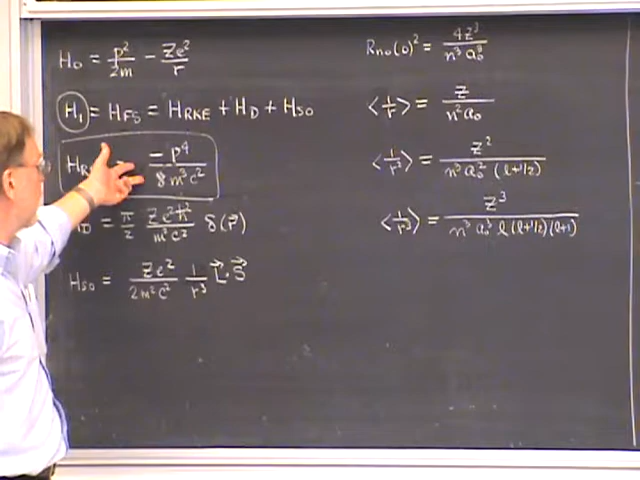 H₀ = p²/2m − Ze²/r
H₁ = H_FS = H_RKE + H_D + H_SO
= −p⁴/8m³c²
H_D = π/2 Ze²ħ²/m²c² δ(r⃗)
H_SO = Ze²/2m²c² 1/r³ L⃗·S⃗
R_n0(0)² = 4Z³/n³a₀³
⟨1/r⟩ = Z/n²a₀
⟨1/r²⟩ = Z²/n³a₀²(l+1/2)
⟨1/r³⟩ = Z³/n³a₀³l(l+1/2)(l+1)